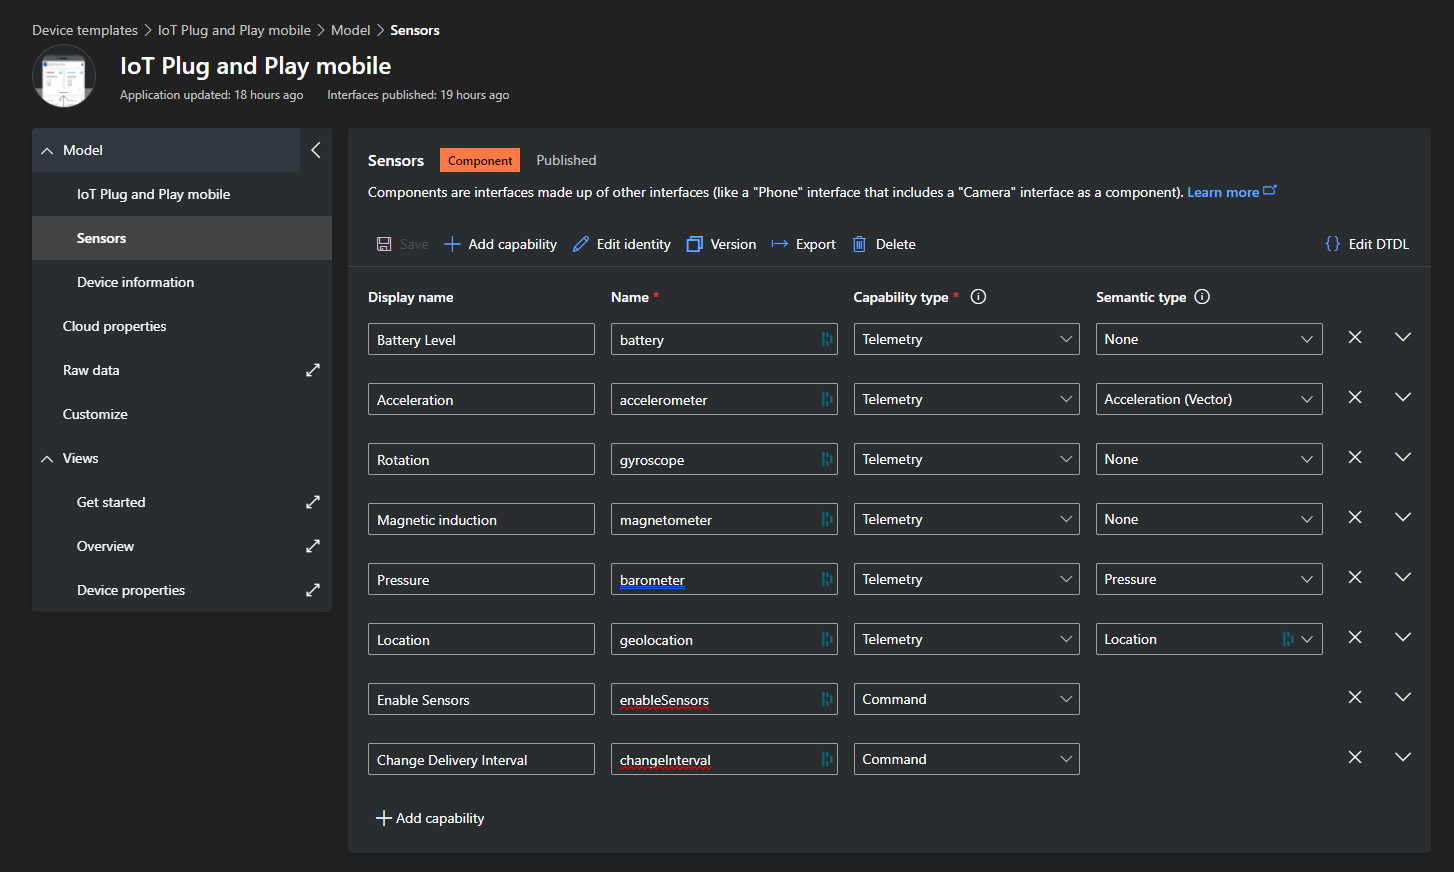 Device templates > IoT Plug and Play mobile > Model > Sensors
IoT Plug and Play mobile
Application updated: 18 hours ago Interfaces published: 19 hours ago
Model
IoT Plug and Play mobile
Sensors
Device information
Cloud properties
Raw data
Customize
Views
Get started
Overview
Device properties
Sensors Component Published
Components are interfaces made up of other interfaces (like a "Phone" interface that includes a "Camera" interface as a component). Learn more
Save Add capability Edit identity Version Export Delete {} Edit DTDL
Display name Name * Capability type * Semantic type
Battery Level battery Telemetry None
Acceleration accelerometer Telemetry Acceleration (Vector)
Rotation gyroscope Telemetry None
Magnetic induction magnetometer Telemetry None
Pressure barometer Telemetry Pressure
Location geolocation Telemetry Location
Enable Sensors enableSensors Command
Change Delivery Interval changeInterval Command
Add capability